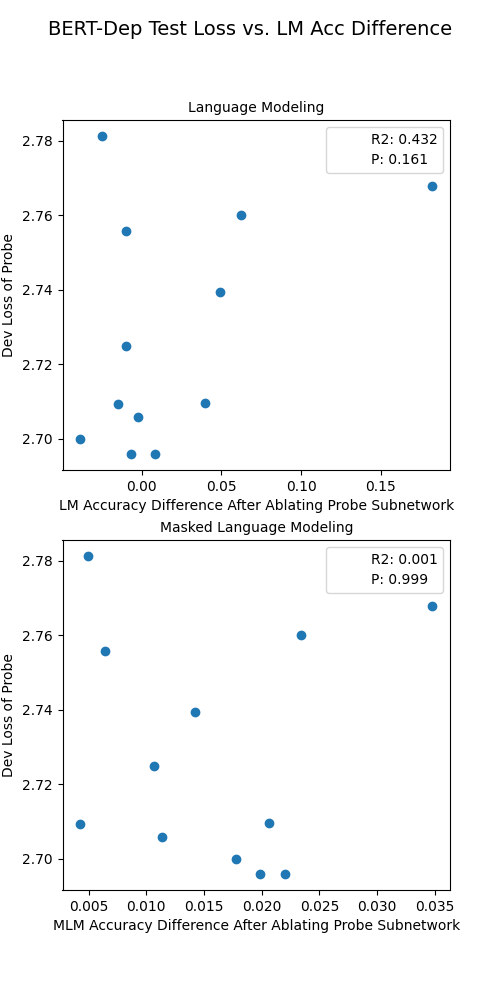 BERT-Dep Test Loss vs. LM Acc Difference
Language Modeling
R2: 0.432
P: 0.161
2.78
2.76
2.74
2.72
2.70
Dev Loss of Probe
0.00 0.05 0.10 0.15
LM Accuracy Difference After Ablating Probe Subnetwork
Masked Language Modeling
R2: 0.001
P: 0.999
2.78
2.76
2.74
2.72
2.70
Dev Loss of Probe
0.005 0.010 0.015 0.020 0.025 0.030 0.035
MLM Accuracy Difference After Ablating Probe Subnetwork